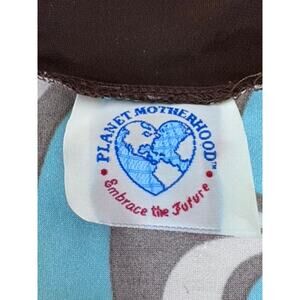 PLANET MOTHERHOOD™
• Embrace the Future •